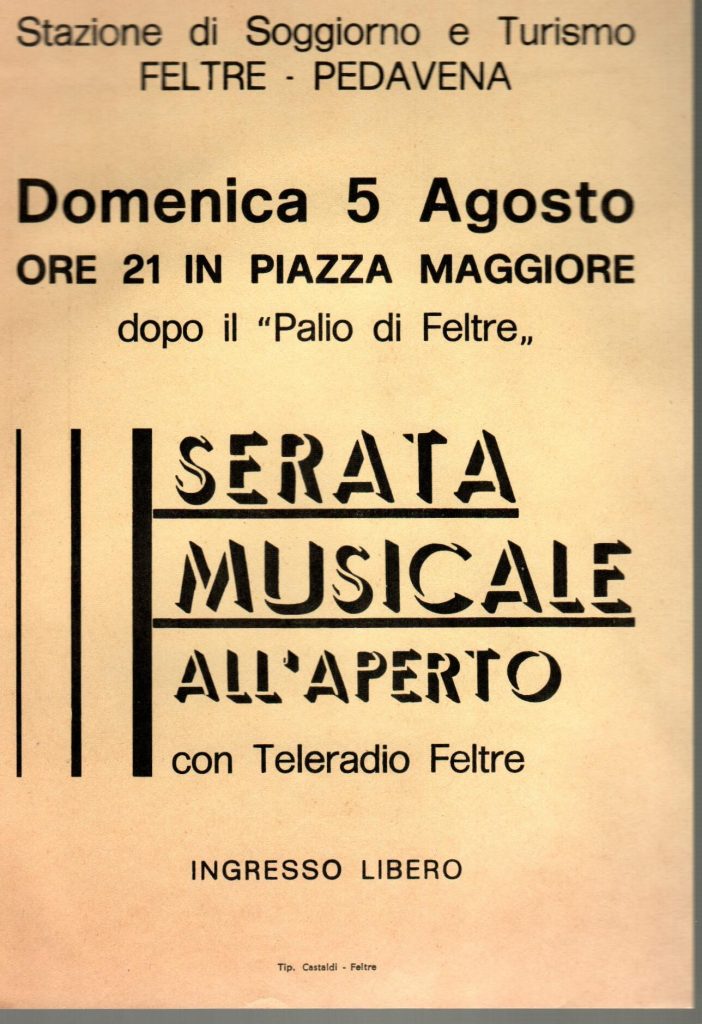 Stazione di Soggiorno e Turismo
FELTRE - PEDAVENA
Domenica 5 Agosto
ORE 21 IN PIAZZA MAGGIORE
dopo il “Palio di Feltre„
SERATA
MUSICALE
ALL'APERTO
con Teleradio Feltre
INGRESSO LIBERO
Tip. Castaldi - Feltre